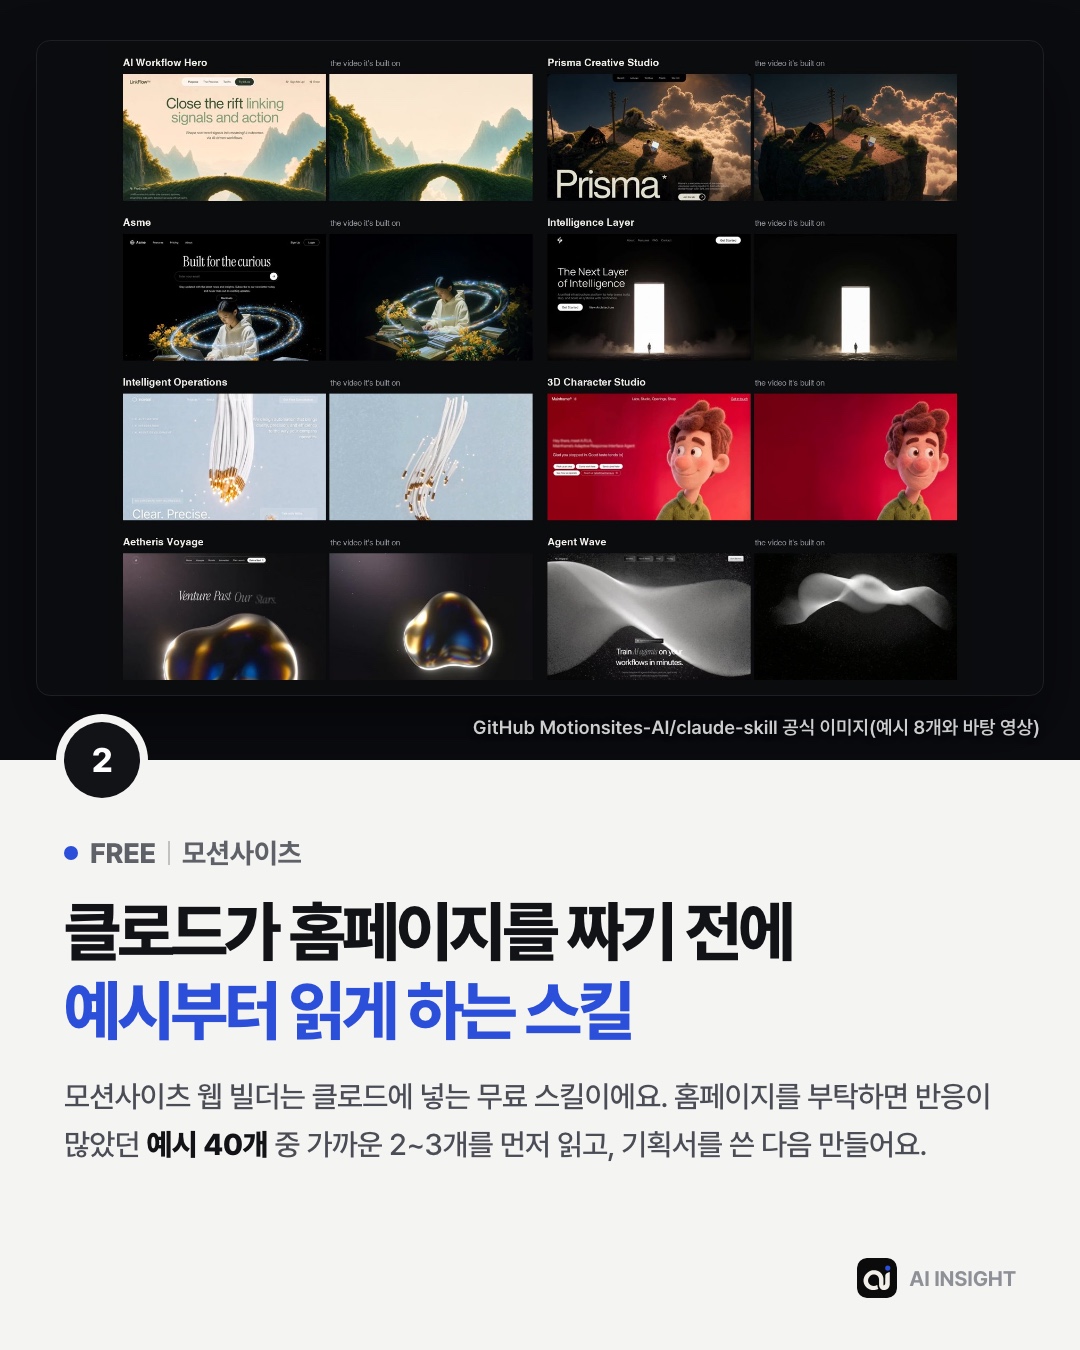 AI Workflow Hero
the video it's built on
Close the rift linking
signals and action
Prisma Creative Studio
the video it's built on
Prisma*
Asme
the video it's built on
Asme
Built for the curious
Intelligence Layer
the video it's built on
Get Started
The Next Layer
of Intelligence
Get Started
Intelligent Operations
the video it's built on
Clear. Precise.
3D Character Studio
the video it's built on
Aetheris Voyage
the video it's built on
Venture Past Our Stars.
Agent Wave
the video it's built on
Train AI agents on your
workflows in minutes.
GitHub Motionsites-AI/claude-skill 공식 이미지(예시 8개와 바탕 영상)
2
FREE | 모션사이츠
클로드가 홈페이지를 짜기 전에
예시부터 읽게 하는 스킬
모션사이츠 웹 빌더는 클로드에 넣는 무료 스킬이에요. 홈페이지를 부탁하면 반응이
많았던 예시 40개 중 가까운 2~3개를 먼저 읽고, 기획서를 쓴 다음 만들어요.
ai AI INSIGHT